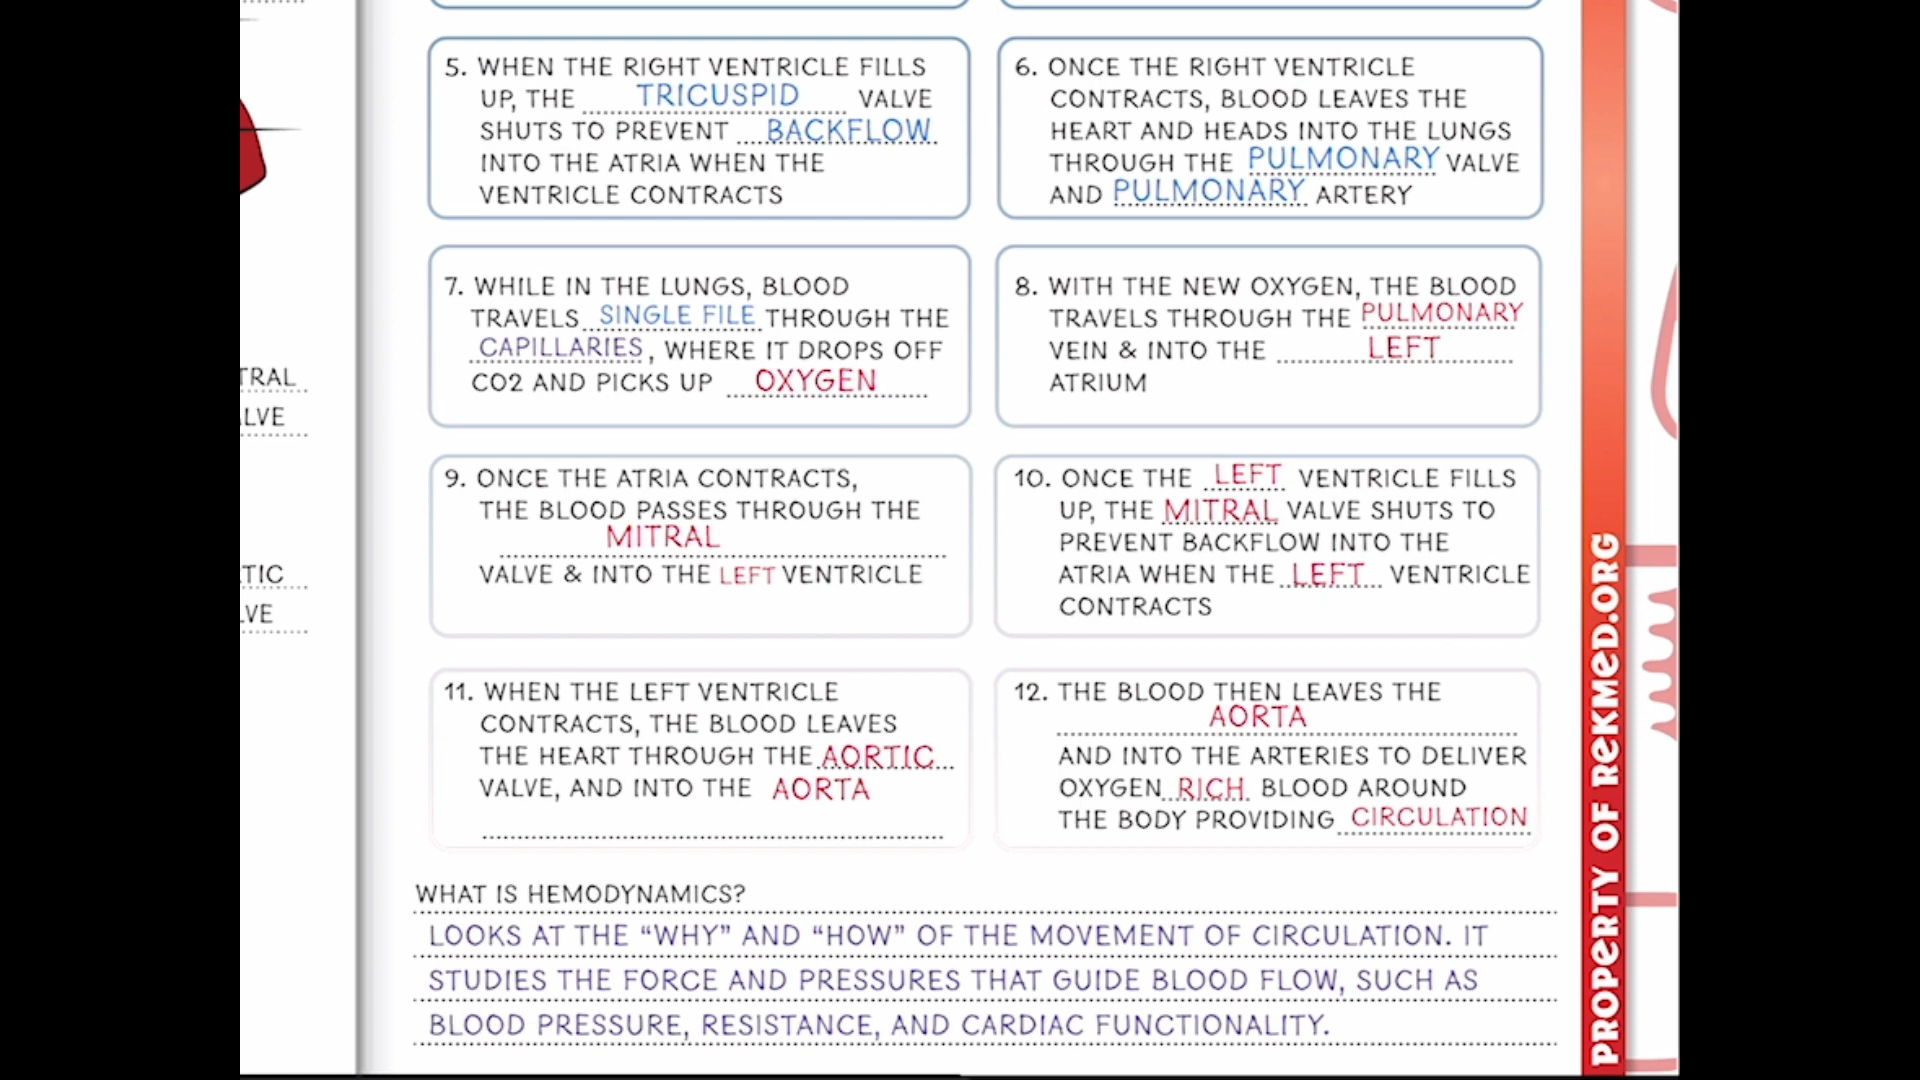 TRAL
LVE
TIC
VE
5. WHEN THE RIGHT VENTRICLE FILLS
UP, THE TRICUSPID VALVE
SHUTS TO PREVENT BACKFLOW
INTO THE ATRIA WHEN THE
VENTRICLE CONTRACTS
6. ONCE THE RIGHT VENTRICLE
CONTRACTS, BLOOD LEAVES THE
HEART AND HEADS INTO THE LUNGS
THROUGH THE PULMONARY VALVE
AND PULMONARY ARTERY
7. WHILE IN THE LUNGS, BLOOD
TRAVELS SINGLE FILE THROUGH THE
CAPILLARIES, WHERE IT DROPS OFF
CO2 AND PICKS UP OXYGEN
8. WITH THE NEW OXYGEN, THE BLOOD
TRAVELS THROUGH THE PULMONARY
VEIN & INTO THE LEFT
ATRIUM
9. ONCE THE ATRIA CONTRACTS,
THE BLOOD PASSES THROUGH THE
MITRAL
VALVE & INTO THE LEFT VENTRICLE
10. ONCE THE LEFT VENTRICLE FILLS
UP, THE MITRAL VALVE SHUTS TO
PREVENT BACKFLOW INTO THE
ATRIA WHEN THE LEFT VENTRICLE
CONTRACTS
11. WHEN THE LEFT VENTRICLE
CONTRACTS, THE BLOOD LEAVES
THE HEART THROUGH THE AORTIC
VALVE, AND INTO THE AORTA
12. THE BLOOD THEN LEAVES THE
AORTA
AND INTO THE ARTERIES TO DELIVER
OXYGEN RICH BLOOD AROUND
THE BODY PROVIDING CIRCULATION
WHAT IS HEMODYNAMICS?
LOOKS AT THE “WHY” AND “HOW” OF THE MOVEMENT OF CIRCULATION. IT
STUDIES THE FORCE AND PRESSURES THAT GUIDE BLOOD FLOW, SUCH AS
BLOOD PRESSURE, RESISTANCE, AND CARDIAC FUNCTIONALITY.
PROPERTY OF REKMED.ORG